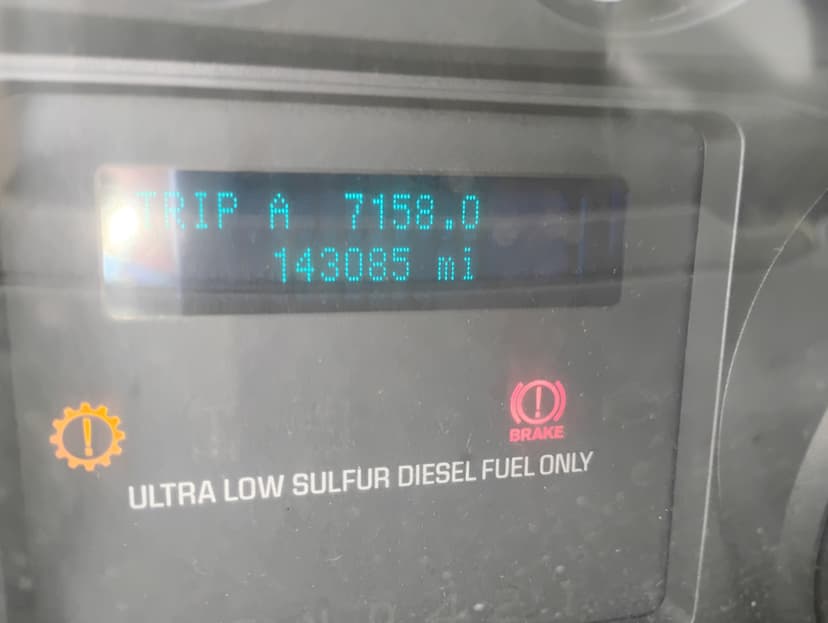 TRIP A 7158.0
143085 mi
BRAKE
ULTRA LOW SULFUR DIESEL FUEL ONLY